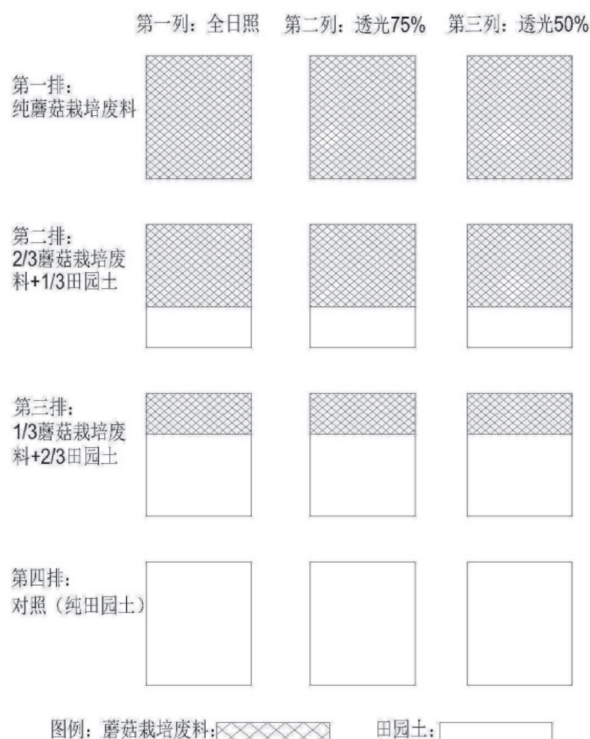 第一列：全日照 第二列：透光75% 第三列：透光50%
第一排：
纯蘑菇栽培废料
第二排：
2/3蘑菇栽培废
料+1/3田园土
第三排：
1/3蘑菇栽培废
料+2/3田园土
第四排：
对照（纯田园土）
图例：蘑菇栽培废料： 田园土：